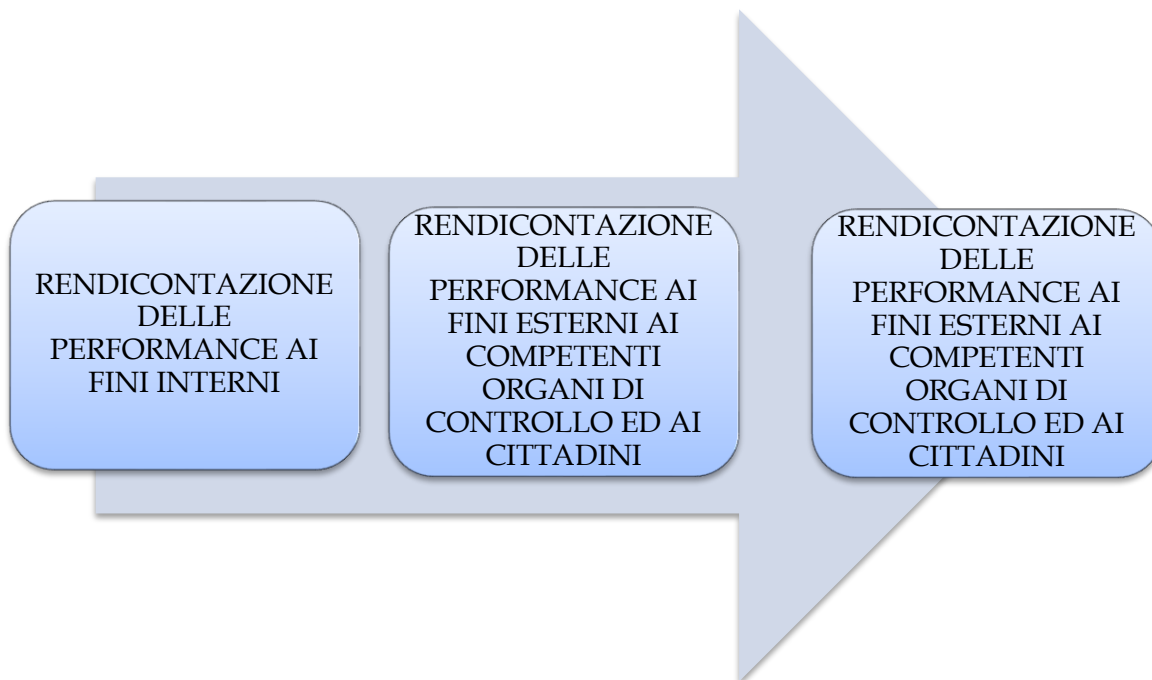 RENDICONTAZIONE
DELLE
PERFORMANCE AI
FINI INTERNI
RENDICONTAZIONE
DELLE
PERFORMANCE AI
FINI ESTERNI AI
COMPETENTI
ORGANI DI
CONTROLLO ED AI
CITTADINI
RENDICONTAZIONE
DELLE
PERFORMANCE AI
FINI ESTERNI AI
COMPETENTI
ORGANI DI
CONTROLLO ED AI
CITTADINI